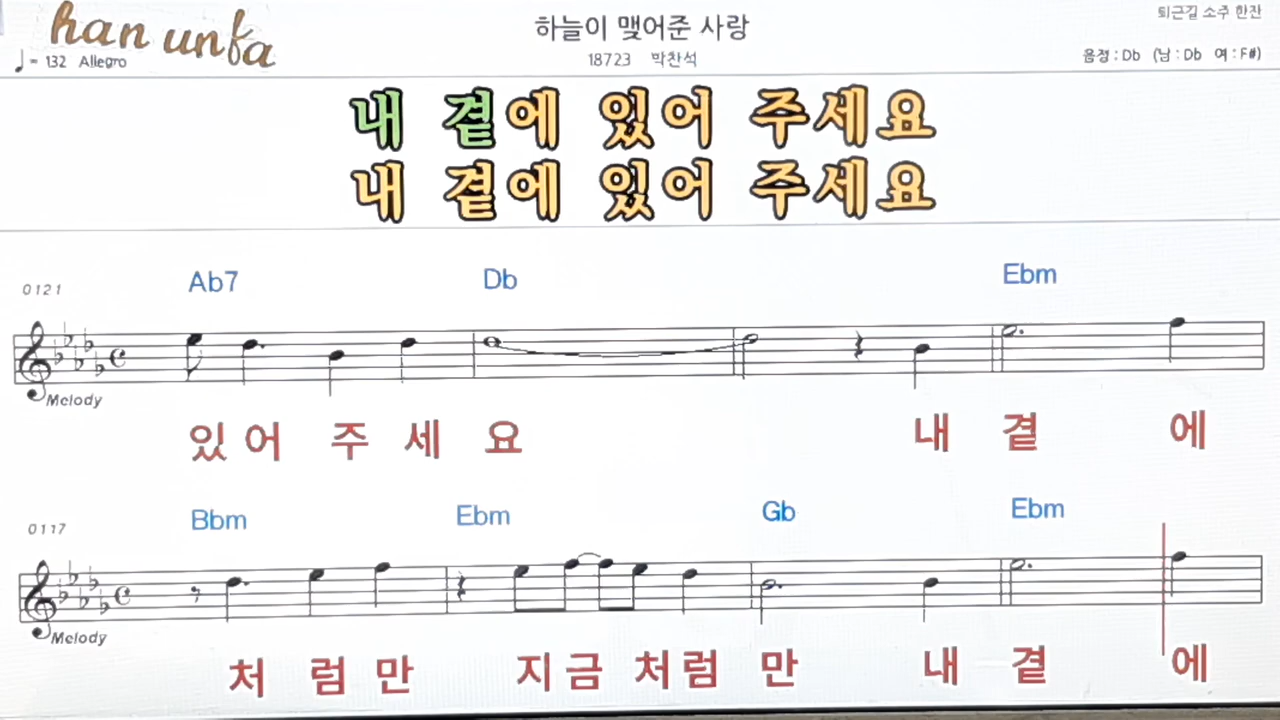 han unfa
하늘이 맺어준 사랑
퇴근길 소주 한잔
♩= 132 Allegro
18723 박찬석
음정 : Db (남 : Db 여 : F#)
내 곁에 있어 주세요
내 곁에 있어 주세요
0121
Ab7 Db Ebm
Melody
있 어 주 세 요 내 곁 에
0117
Bbm Ebm Gb Ebm
Melody
처 럼 만 지 금 처 럼 만 내 곁 에